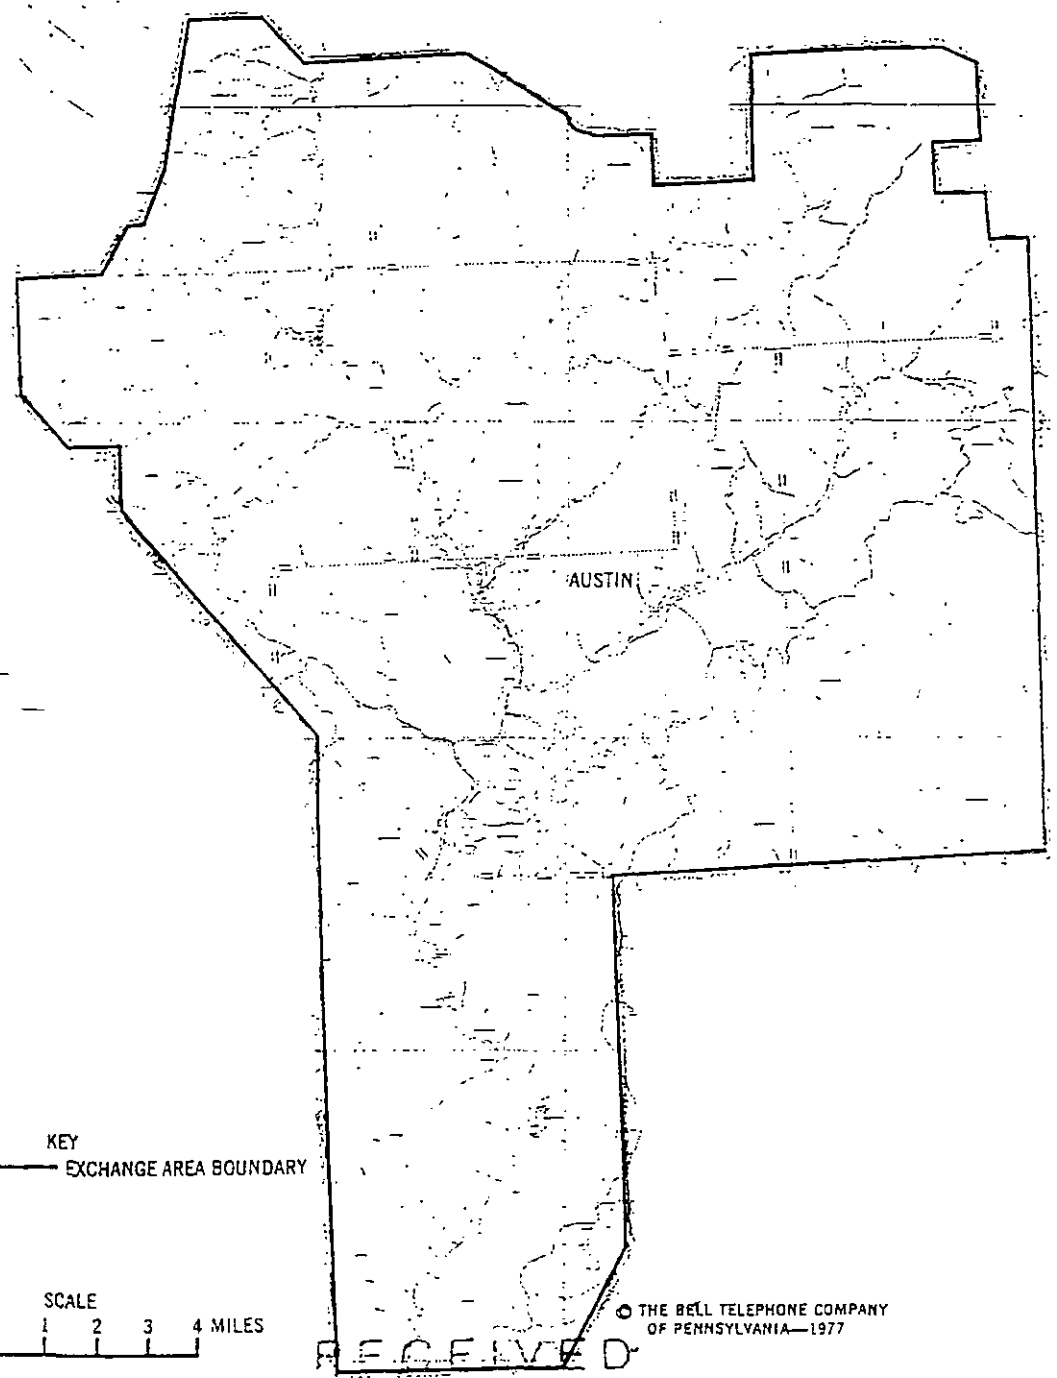 AUSTIN
KEY
EXCHANGE AREA BOUNDARY
SCALE
1 2 3 4 MILES
© THE BELL TELEPHONE COMPANY
OF PENNSYLVANIA—1977
RECEIVED